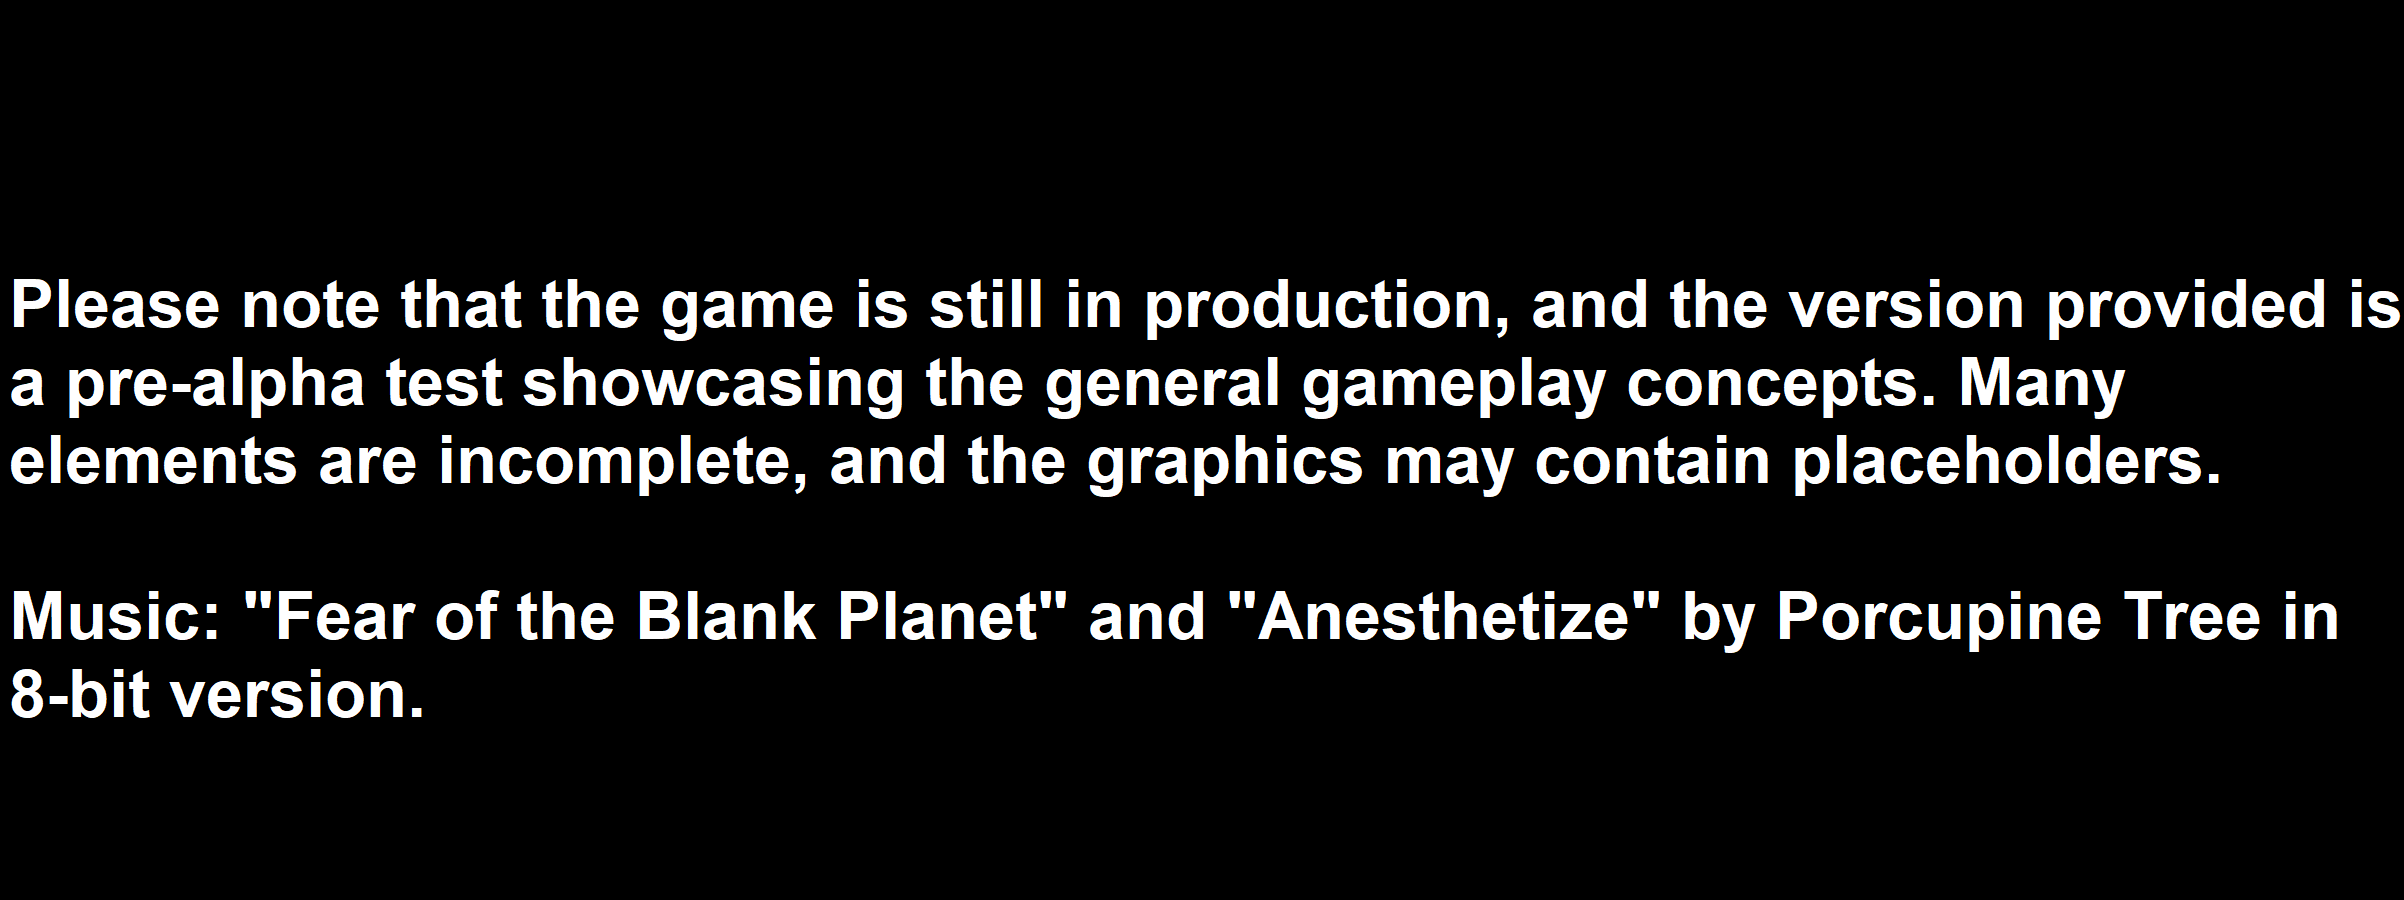 Please note that the game is still in production, and the version provided is
a pre-alpha test showcasing the general gameplay concepts. Many
elements are incomplete, and the graphics may contain placeholders.
Music: "Fear of the Blank Planet" and "Anesthetize" by Porcupine Tree in
8-bit version.